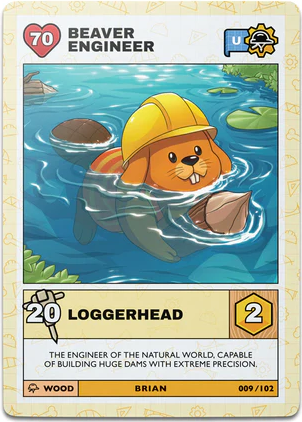 70
BEAVER
ENGINEER
U
20
LOGGERHEAD
2
THE ENGINEER OF THE NATURAL WORLD, CAPABLE
OF BUILDING HUGE DAMS WITH EXTREME PRECISION.
WOOD
BRIAN
009/102